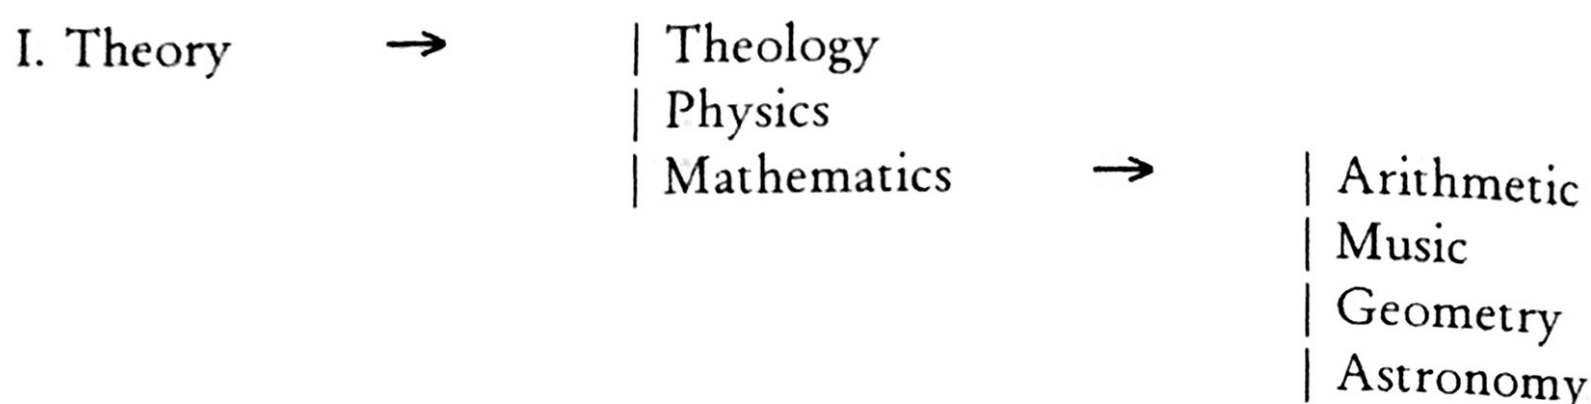 I. Theory → | Theology
| Physics
| Mathematics → | Arithmetic
| Music
| Geometry
| Astronomy